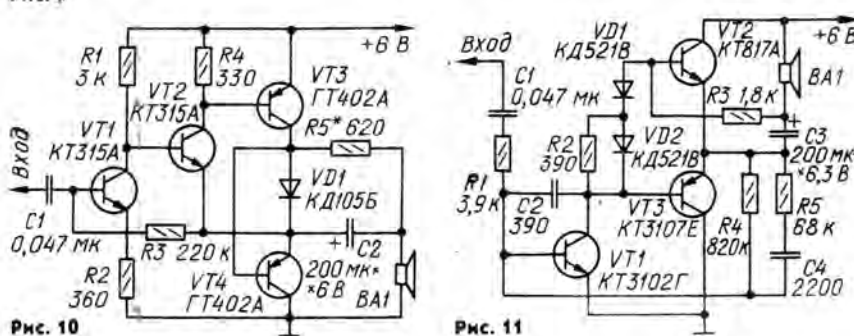 +6 В
R1
3 к
R4
330
VT3
ГТ402А
VT2
КТ315А
VT1
КТ315А
R5* 620
Вход
VD1
КД105Б
C1
0,047 мк
R3 220 к
C2
200 мк×
×6 В
VT4
ГТ402А
R2
360
BA1
Рис. 10
VD1
КД521В
VT2
КТ817А
+6 В
Вход
C1
0,047 мк
BA1
R3 1,8 к
R2
390
VD2
КД521В
C3
200 мк×
×6,3 В
R1
3,9 к
C2
390
VT3
КТ3107Е
R4
820к
R5
68 к
VT1
КТ3102Г
C4
2200
Рис. 11